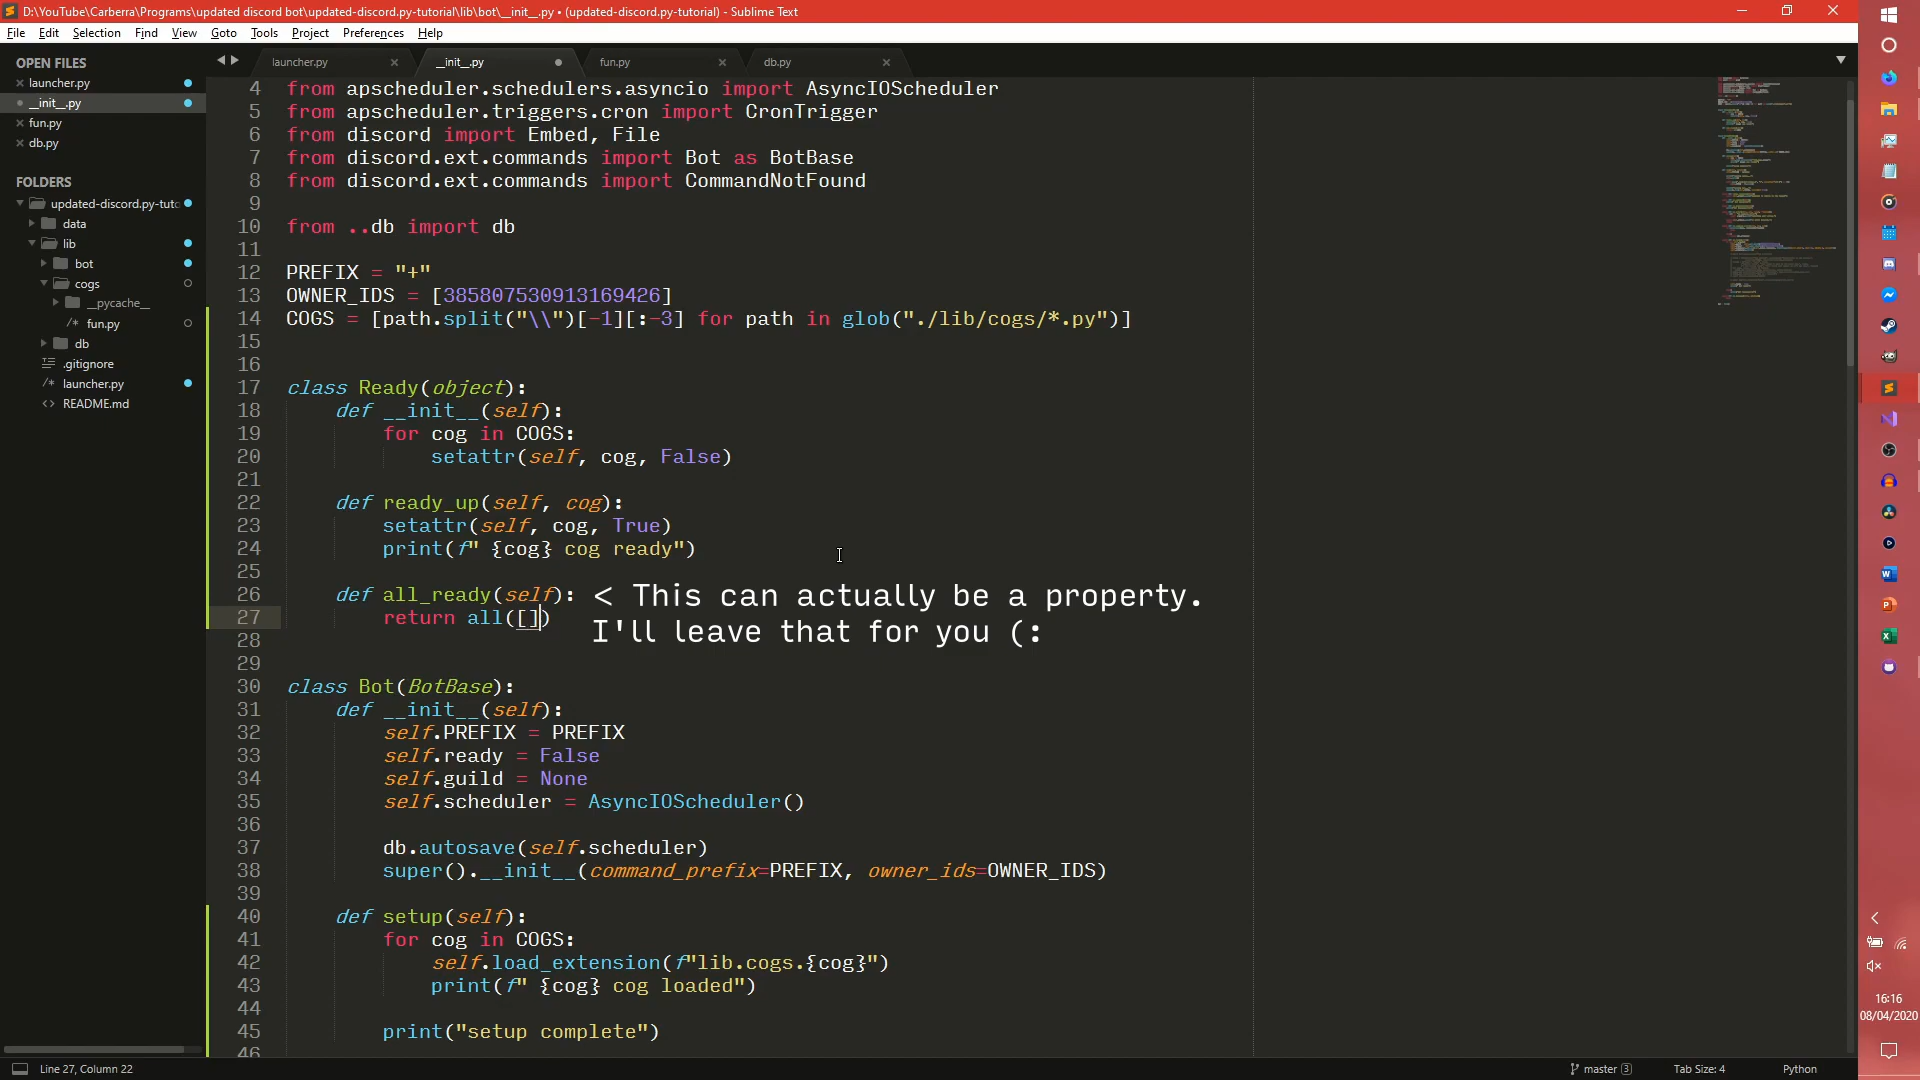 D:\YouTube\Carberra\Programs\updated discord bot\updated-discord.py-tutorial\lib\bot\__init__.py • (updated-discord.py-tutorial) - Sublime Text
File Edit Selection Find View Goto Tools Project Preferences Help
OPEN FILES
launcher.py
__init__.py
fun.py
db.py
FOLDERS
updated-discord.py-tuto
data
lib
bot
cogs
__pycache__
/* fun.py
db
.gitignore
/* launcher.py
<> README.md
launcher.py
__init__.py
fun.py
db.py
4 from apscheduler.schedulers.asyncio import AsyncIOScheduler
5 from apscheduler.triggers.cron import CronTrigger
6 from discord import Embed, File
7 from discord.ext.commands import Bot as BotBase
8 from discord.ext.commands import CommandNotFound
9
10 from ..db import db
11
12 PREFIX = "+"
13 OWNER_IDS = [385807530913169426]
14 COGS = [path.split("\\")[-1][:-3] for path in glob("./lib/cogs/*.py")]
15
16
17 class Ready(object):
18 def __init__(self):
19 for cog in COGS:
20 setattr(self, cog, False)
21
22 def ready_up(self, cog):
23 setattr(self, cog, True)
24 print(f" {cog} cog ready")
25
26 def all_ready(self): < This can actually be a property.
27 return all([]) I'll leave that for you (:
28
29
30 class Bot(BotBase):
31 def __init__(self):
32 self.PREFIX = PREFIX
33 self.ready = False
34 self.guild = None
35 self.scheduler = AsyncIOScheduler()
36
37 db.autosave(self.scheduler)
38 super().__init__(command_prefix=PREFIX, owner_ids=OWNER_IDS)
39
40 def setup(self):
41 for cog in COGS:
42 self.load_extension(f"lib.cogs.{cog}")
43 print(f" {cog} cog loaded")
44
45 print("setup complete")
46
Line 27, Column 22
master 3
Tab Size: 4
Python
16:16
08/04/2020